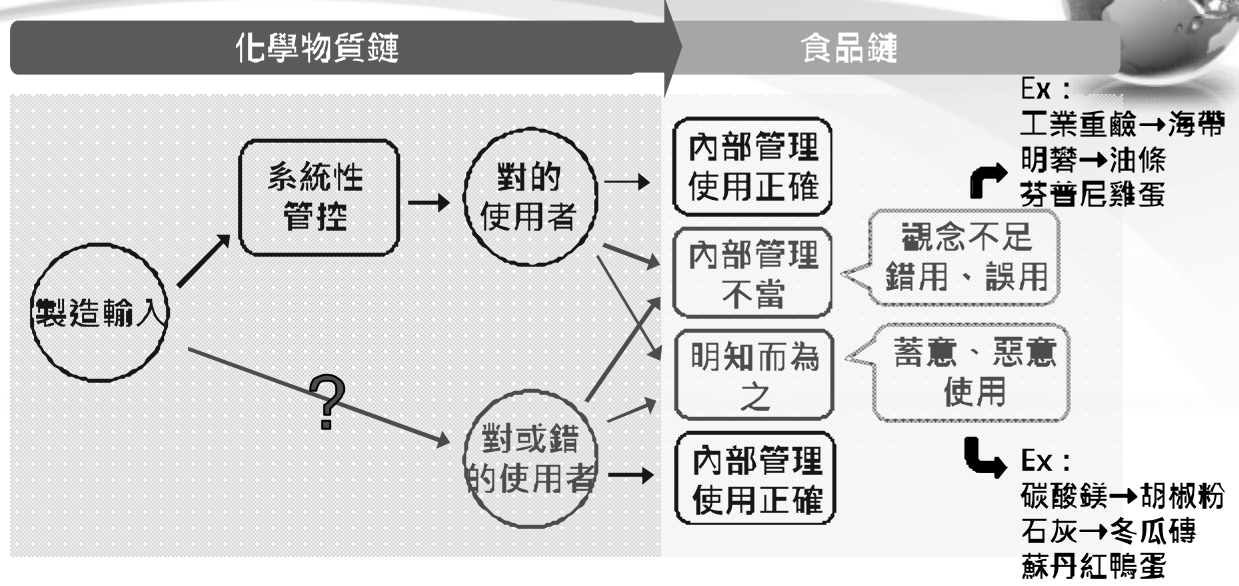 化學物質鏈
食品鏈
製造輸入
系統性
管控
對的
使用者
?
對或錯
的使用者
內部管理
使用正確
內部管理
不當
明知而為
之
內部管理
使用正確
觀念不足
錯用、誤用
蓄意、惡意
使用
Ex：
工業重鹼→海帶
明礬→油條
芬普尼雞蛋
Ex：
碳酸鎂→胡椒粉
石灰→冬瓜磚
蘇丹紅鴨蛋